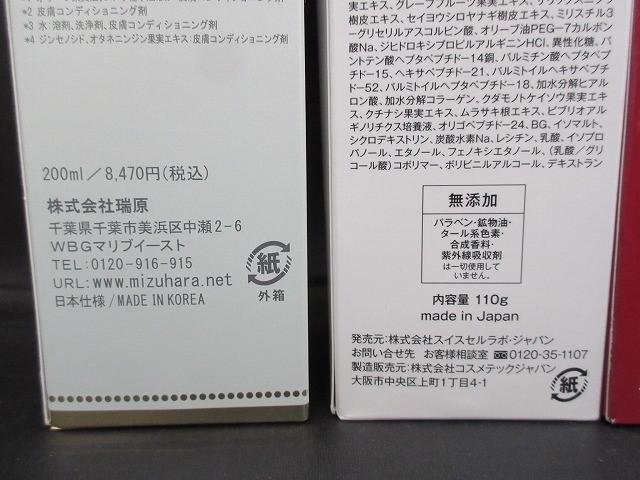 *2 皮膚コンディショニング剤
*3 水:溶剤、洗浄剤、皮膚コンディショニング剤
*4 ジンセノシド、オタネニンジン果実エキス:皮膚コンディショニング剤
200ml/8,470円(税込)
株式会社瑞原
千葉県千葉市美浜区中瀬2-6
WBGマリブイースト
TEL:0120-916-915
URL:www.mizuhara.net
日本仕様/MADE IN KOREA
紙
外箱
実エキス、グレープフルーツ果実エキス、
樹皮エキス、セイヨウシロヤナギ樹皮エキス、ミリスチル3
-グリセリルアスコルビン酸、オリーブ油PEG-7カルボン
酸Na、ジヒドロキシプロピルアルギニンHCl、異性化糖、パ
ントテン酸ヘプタペプチド-14銅、パルミチン酸ヘプタペ
プチド-15、ヘキサペプチド-21、パルミトイルヘキサペプ
チド-52、パルミトイルヘプタペプチド-18、加水分解ヒアル
ロン酸、加水分解コラーゲン、クダモノトケイソウ果実エキ
ス、クチナシ果実エキス、ムラサキ根エキス、ビブリオアル
ギノリチクス培養液、オリゴペプチド-24、BG、イソマルト、
シクロデキストリン、炭酸水素Na、レシチン、乳酸、イソプロ
パノール、エタノール、フェノキシエタノール、(乳酸/グリ
コール酸)コポリマー、ポリビニルアルコール、デキストラン
無添加
パラベン・鉱物油・
タール系色素・
合成香料・
紫外線吸収剤
は一切使用して
いません。
内容量 110g
made in Japan
発売元:株式会社スイスセルラボ・ジャパン
お問い合せ先 お客様相談室 0120-35-1107
製造販売元:株式会社コスメテックジャパン
大阪市中央区上町1丁目4-1
紙